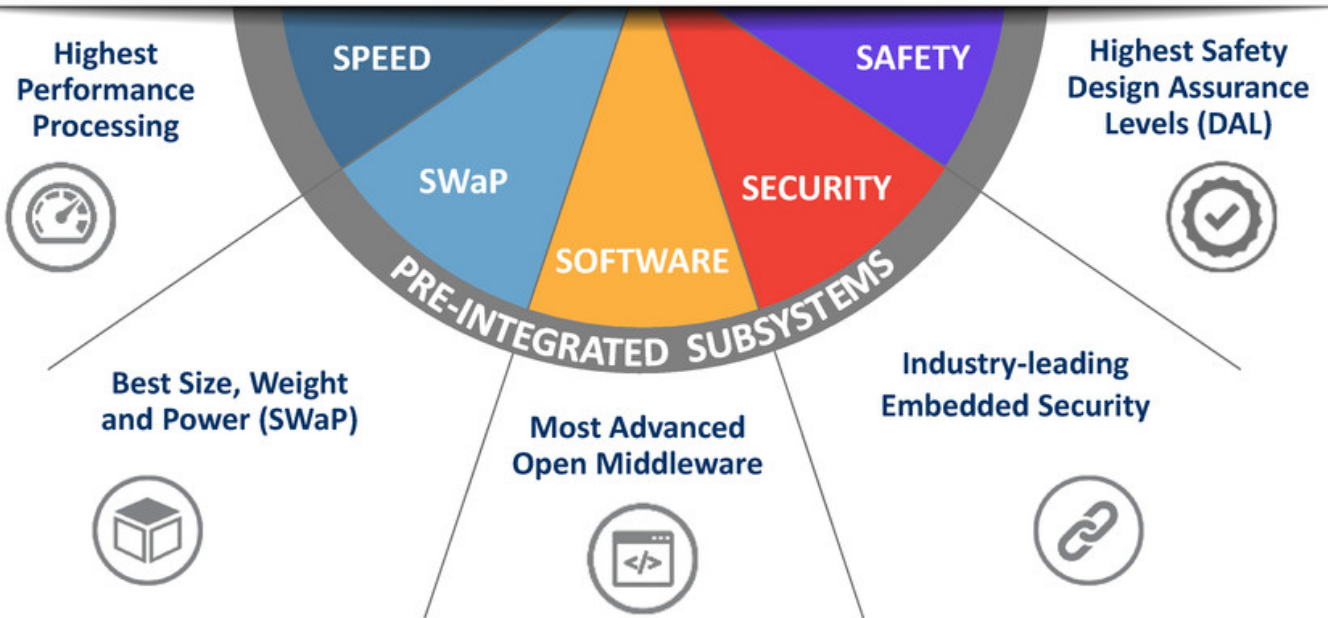 Highest
Performance
Processing
SPEED
SAFETY
Highest Safety
Design Assurance
Levels (DAL)
SWaP
SECURITY
SOFTWARE
PRE-INTEGRATED SUBSYSTEMS
Best Size, Weight
and Power (SWaP)
Most Advanced
Open Middleware
</>
Industry-leading
Embedded Security